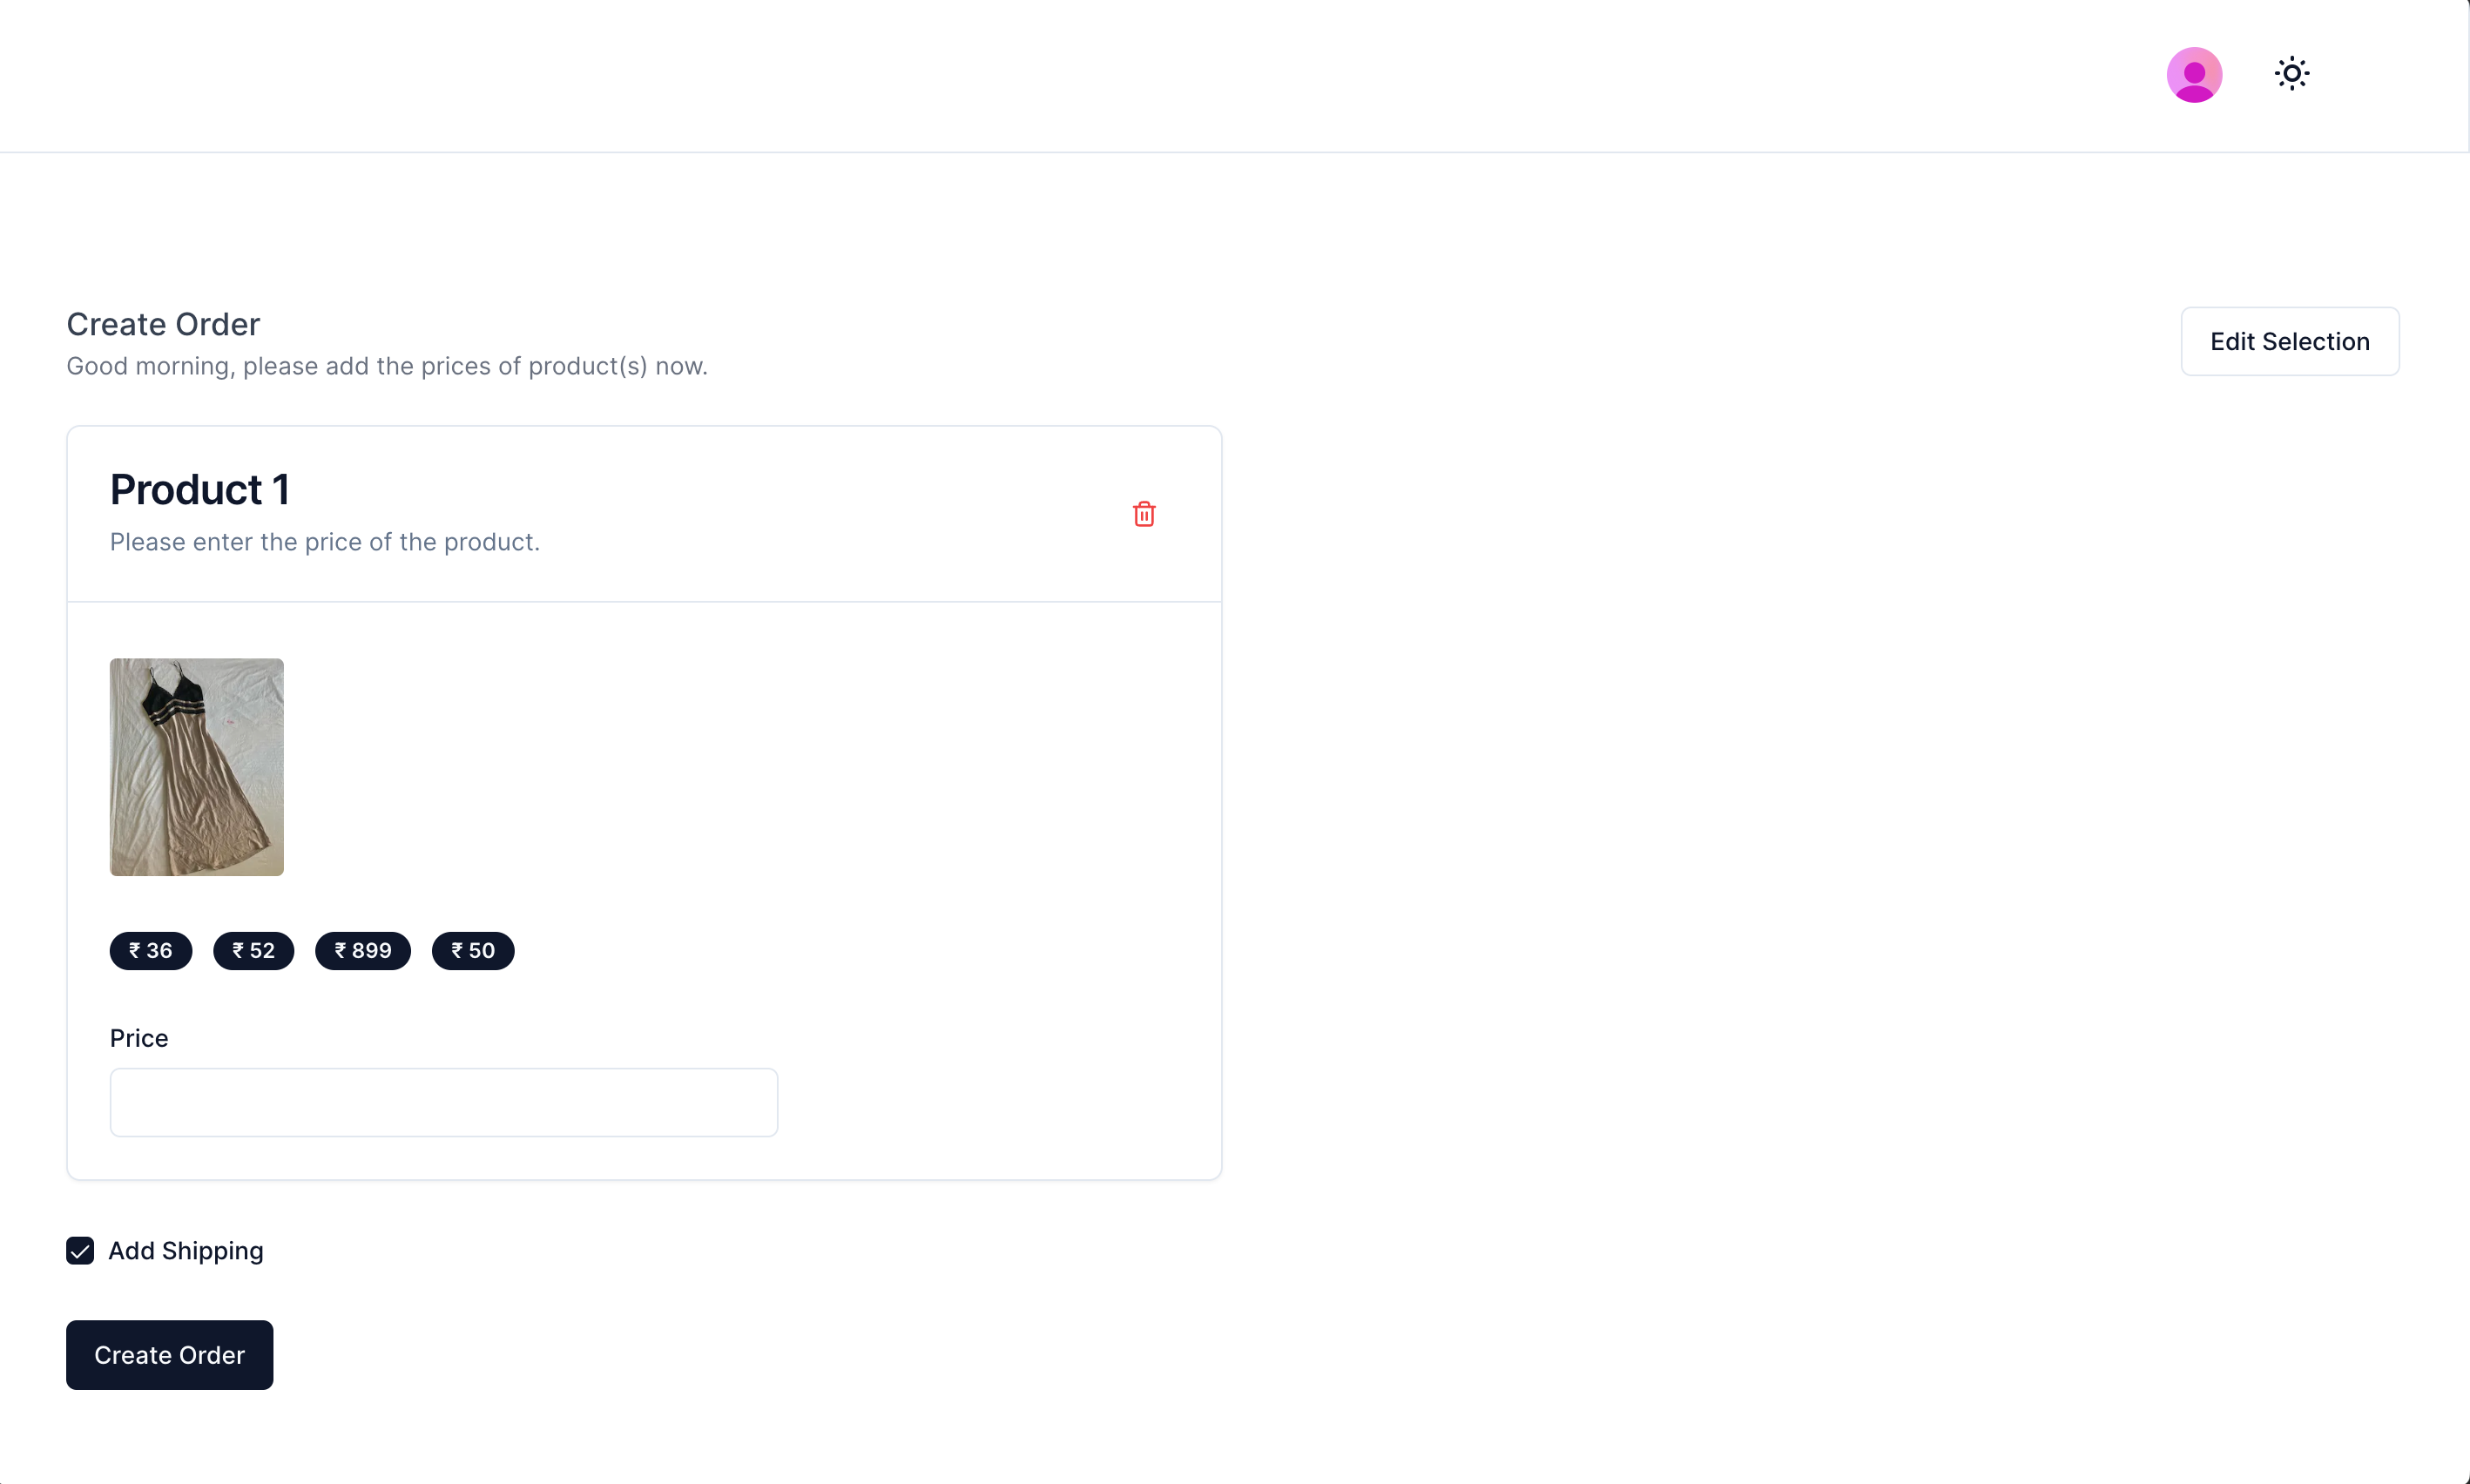 Create Order
Edit Selection
Good morning, please add the prices of product(s) now.
Product 1
Please enter the price of the product.
₹ 36 ₹ 52 ₹ 899 ₹ 50
Price
Add Shipping
Create Order